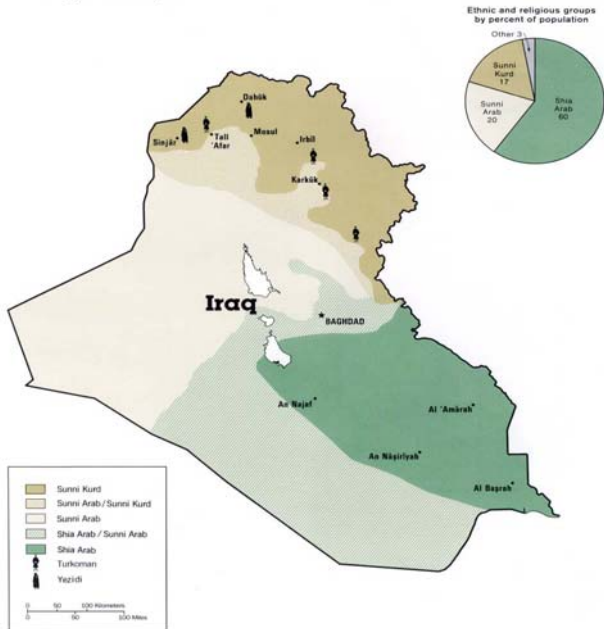 Ethnic and religious groups
by percent of population
Other 3
Sunni
Kurd
17
Shia
Arab
60
Sunni
Arab
20
Dahūk
Sinjār
Tall
'Afar
Mosul
Irbīl
Karkūk
Iraq
BAGHDAD
An Najaf
Al 'Amārah
An Nāşirīyah
Al Başrah
Sunni Kurd
Sunni Arab/Sunni Kurd
Sunni Arab
Shia Arab/Sunni Arab
Shia Arab
Turkoman
Yezidi
0 50 100 Kilometers
0 50 100 Miles